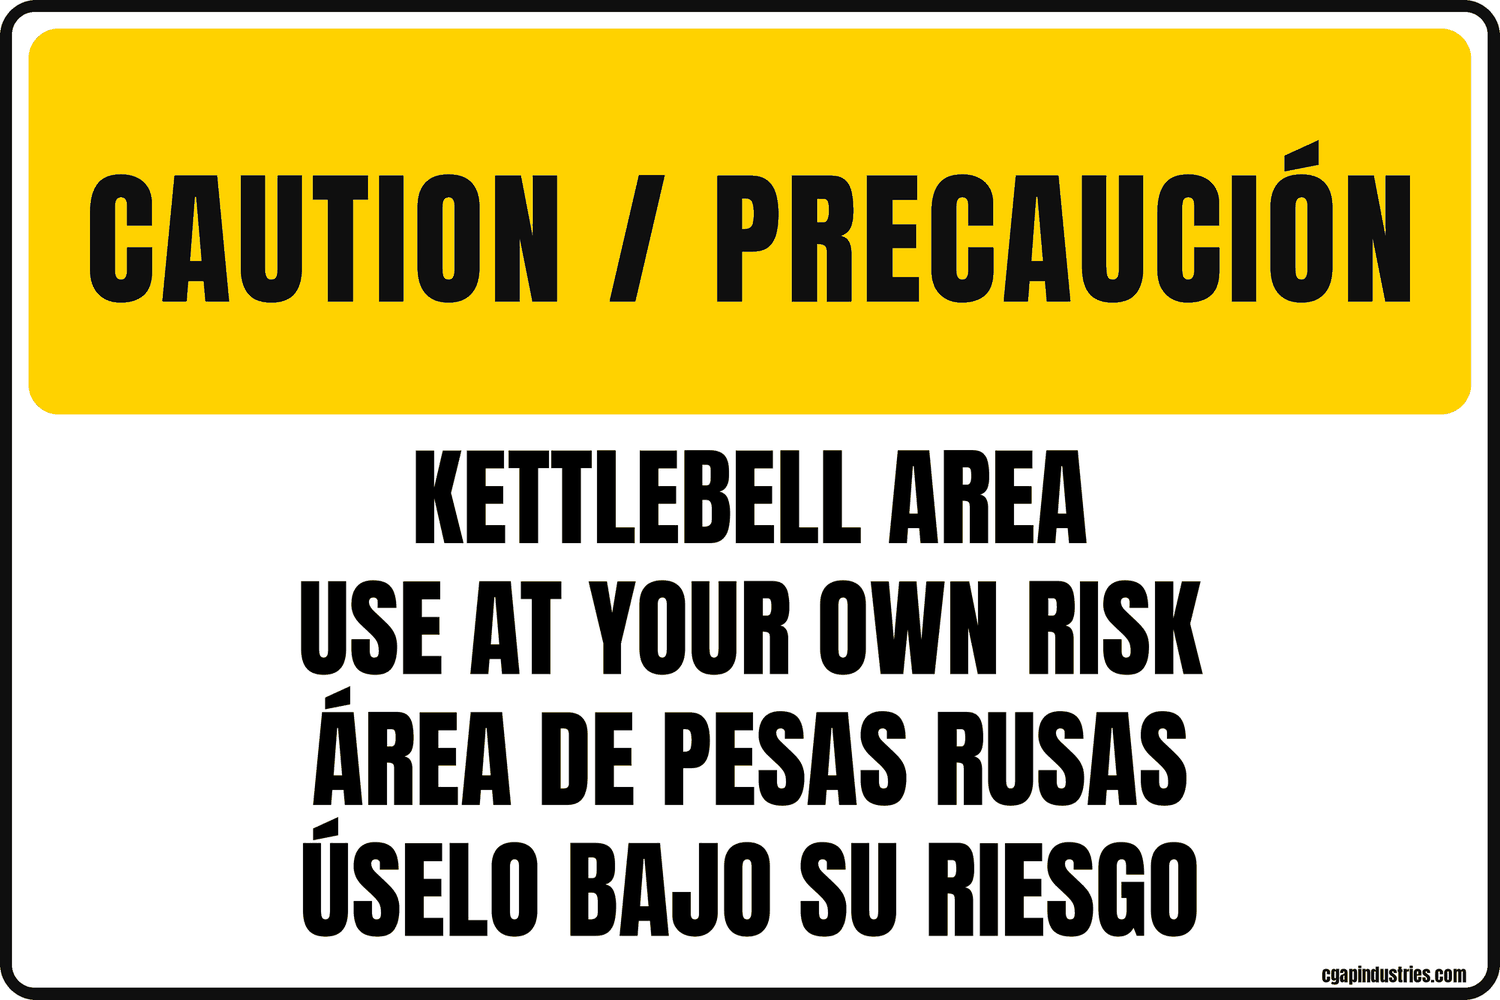 CAUTION / PRECAUCIÓN
KETTLEBELL AREA
USE AT YOUR OWN RISK
ÁREA DE PESAS RUSAS
ÚSELO BAJO SU RIESGO
cgapindustries.com